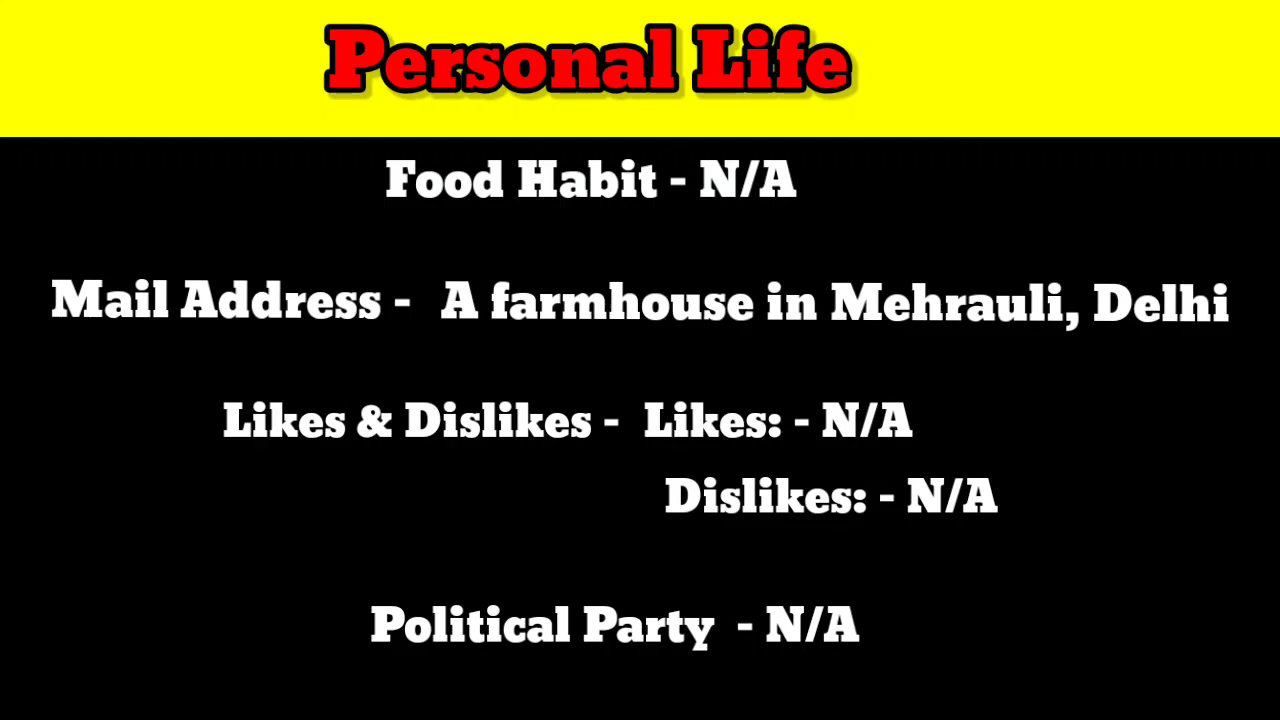 Personal Life
Food Habit - N/A
Mail Address - A farmhouse in Mehrauli, Delhi
Likes & Dislikes - Likes: - N/A
Dislikes: - N/A
Political Party - N/A